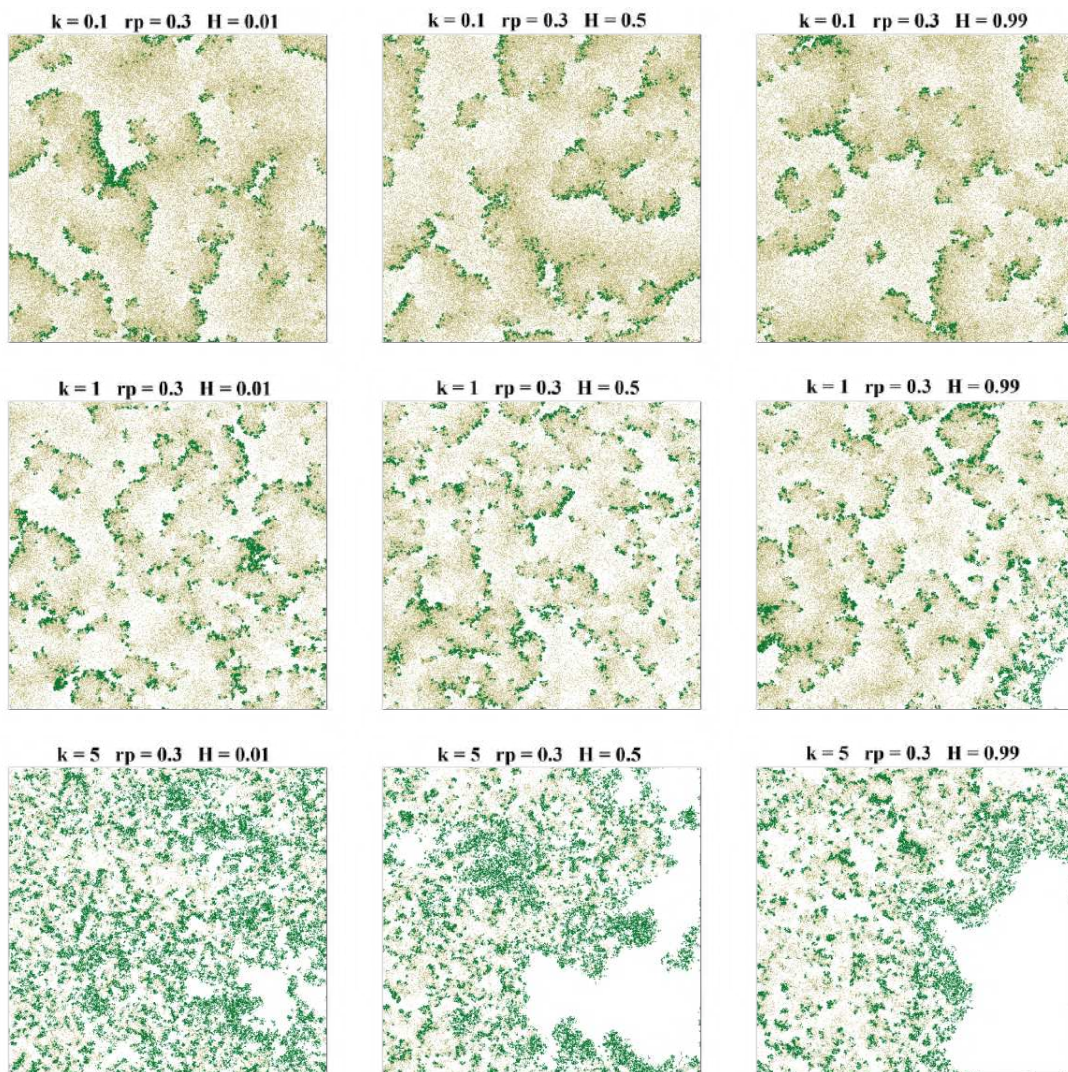 k = 0.1 rp = 0.3 H = 0.01
k = 0.1 rp = 0.3 H = 0.5
k = 0.1 rp = 0.3 H = 0.99
k = 1 rp = 0.3 H = 0.01
k = 1 rp = 0.3 H = 0.5
k = 1 rp = 0.3 H = 0.99
k = 5 rp = 0.3 H = 0.01
k = 5 rp = 0.3 H = 0.5
k = 5 rp = 0.3 H = 0.99